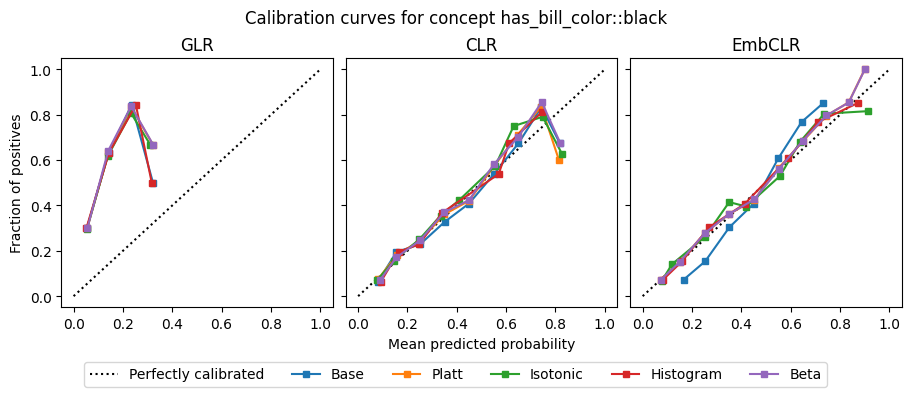 Calibration curves for concept has_bill_color::black
GLR
CLR
EmbCLR
Fraction of positives
1.0
0.8
0.6
0.4
0.2
0.0
0.0 0.2 0.4 0.6 0.8 1.0
0.0 0.2 0.4 0.6 0.8 1.0
0.0 0.2 0.4 0.6 0.8 1.0
Mean predicted probability
Perfectly calibrated Base Platt Isotonic Histogram Beta